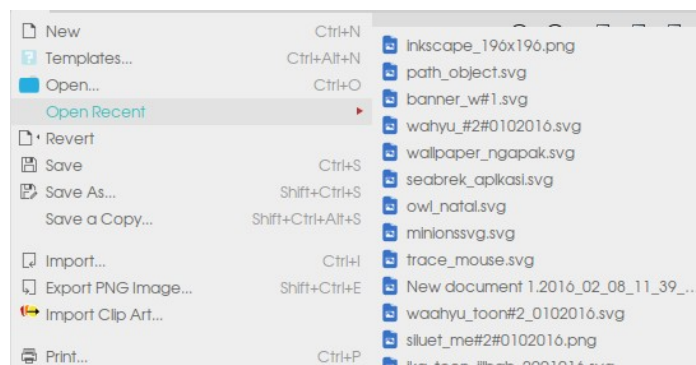 New Ctrl+N
Templates... Ctrl+Alt+N
Open... Ctrl+O
Open Recent
Revert
Save Ctrl+S
Save As... Shift+Ctrl+S
Save a Copy... Shift+Ctrl+Alt+S
Import... Ctrl+I
Export PNG Image... Shift+Ctrl+E
Import Clip Art...
Print... Ctrl+P
inkscape_196x196.png
path_object.svg
banner_w#1.svg
wahyu_#2#0102016.svg
wallpaper_ngapak.svg
seabrek_aplkasi.svg
owl_natal.svg
minionssvg.svg
trace_mouse.svg
New document 1.2016_02_08_11_39_...
waahyu_toon#2_0102016.svg
siluet_me#2#0102016.png